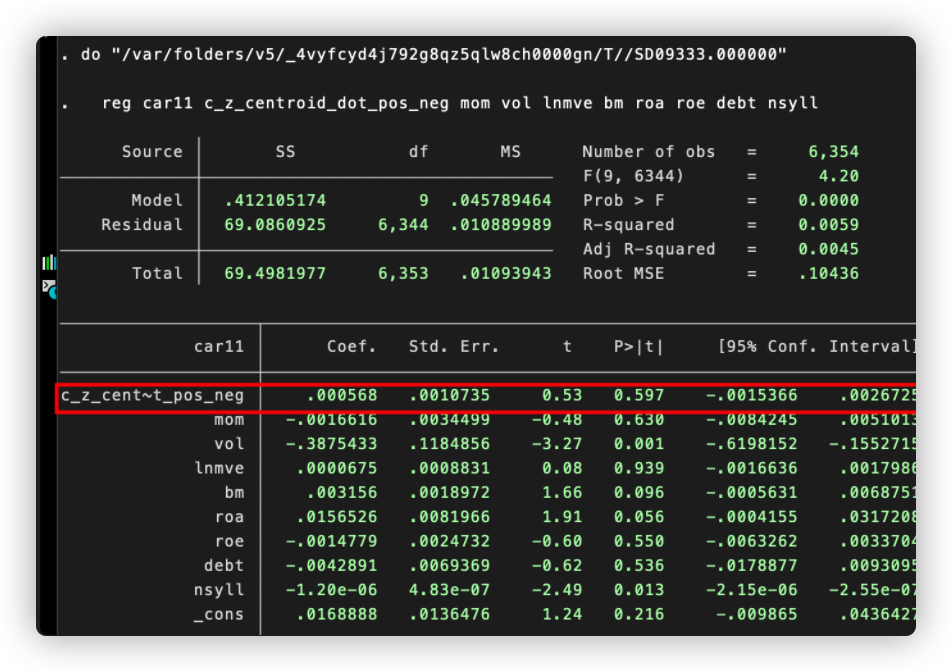 . do "/var/folders/v5/_4vyfcyd4j792g8qz5qlw8ch0000gn/T//SD09333.000000"
. reg car11 c_z_centroid_dot_pos_neg mom vol lnmve bm roa roe debt nsyll
Source SS df MS Number of obs = 6,354
F(9, 6344) = 4.20
Model .412105174 9 .045789464 Prob > F = 0.0000
Residual 69.0860925 6,344 .010889989 R-squared = 0.0059
Adj R-squared = 0.0045
Total 69.4981977 6,353 .01093943 Root MSE = .10436
car11 Coef. Std. Err. t P>|t| [95% Conf. Interval]
c_z_cent~t_pos_neg .000568 .0010735 0.53 0.597 -.0015366 .0026725
mom -.0016616 .0034499 -0.48 0.630 -.0084245 .0051013
vol -.3875433 .1184856 -3.27 0.001 -.6198152 -.1552715
lnmve .0000675 .0008831 0.08 0.939 -.0016636 .0017986
bm .003156 .0018972 1.66 0.096 -.0005631 .0068751
roa .0156526 .0081966 1.91 0.056 -.0004155 .0317208
roe -.0014779 .0024732 -0.60 0.550 -.0063262 .0033704
debt -.0042891 .0069369 -0.62 0.536 -.0178877 .0093095
nsyll -1.20e-06 4.83e-07 -2.49 0.013 -2.15e-06 -2.55e-07
_cons .0168888 .0136476 1.24 0.216 -.009865 .0436427